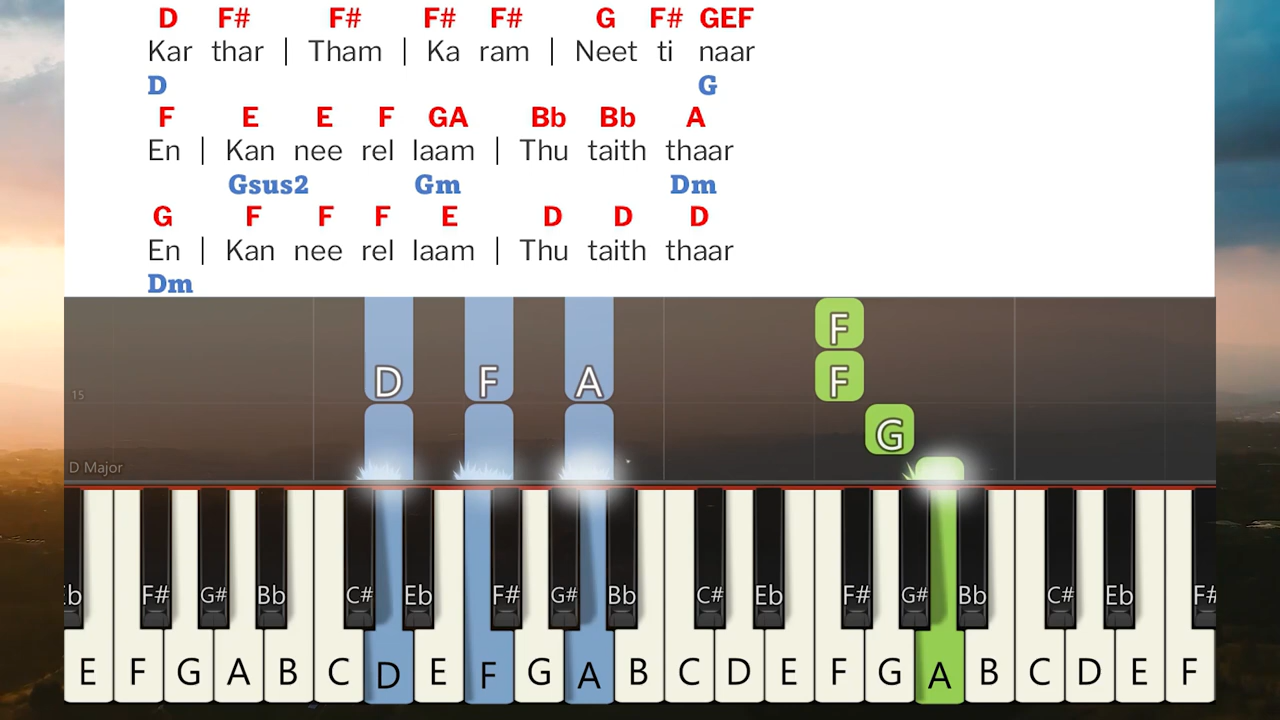 D F# F# F# F# G F# GEF
Kar thar | Tham | Ka ram | Neet ti naar
D G
F E E F GA Bb Bb A
En | Kan nee rel laam | Thu taith thaar
Gsus2 Gm Dm
G F F F E D D D
En | Kan nee rel laam | Thu taith thaar
Dm
F
D F A F
15
G
D Major
Eb F# G# Bb C# Eb F# G# Bb C# Eb F# G# Bb C# Eb F#
E F G A B C D E F G A B C D E F G A B C D E F